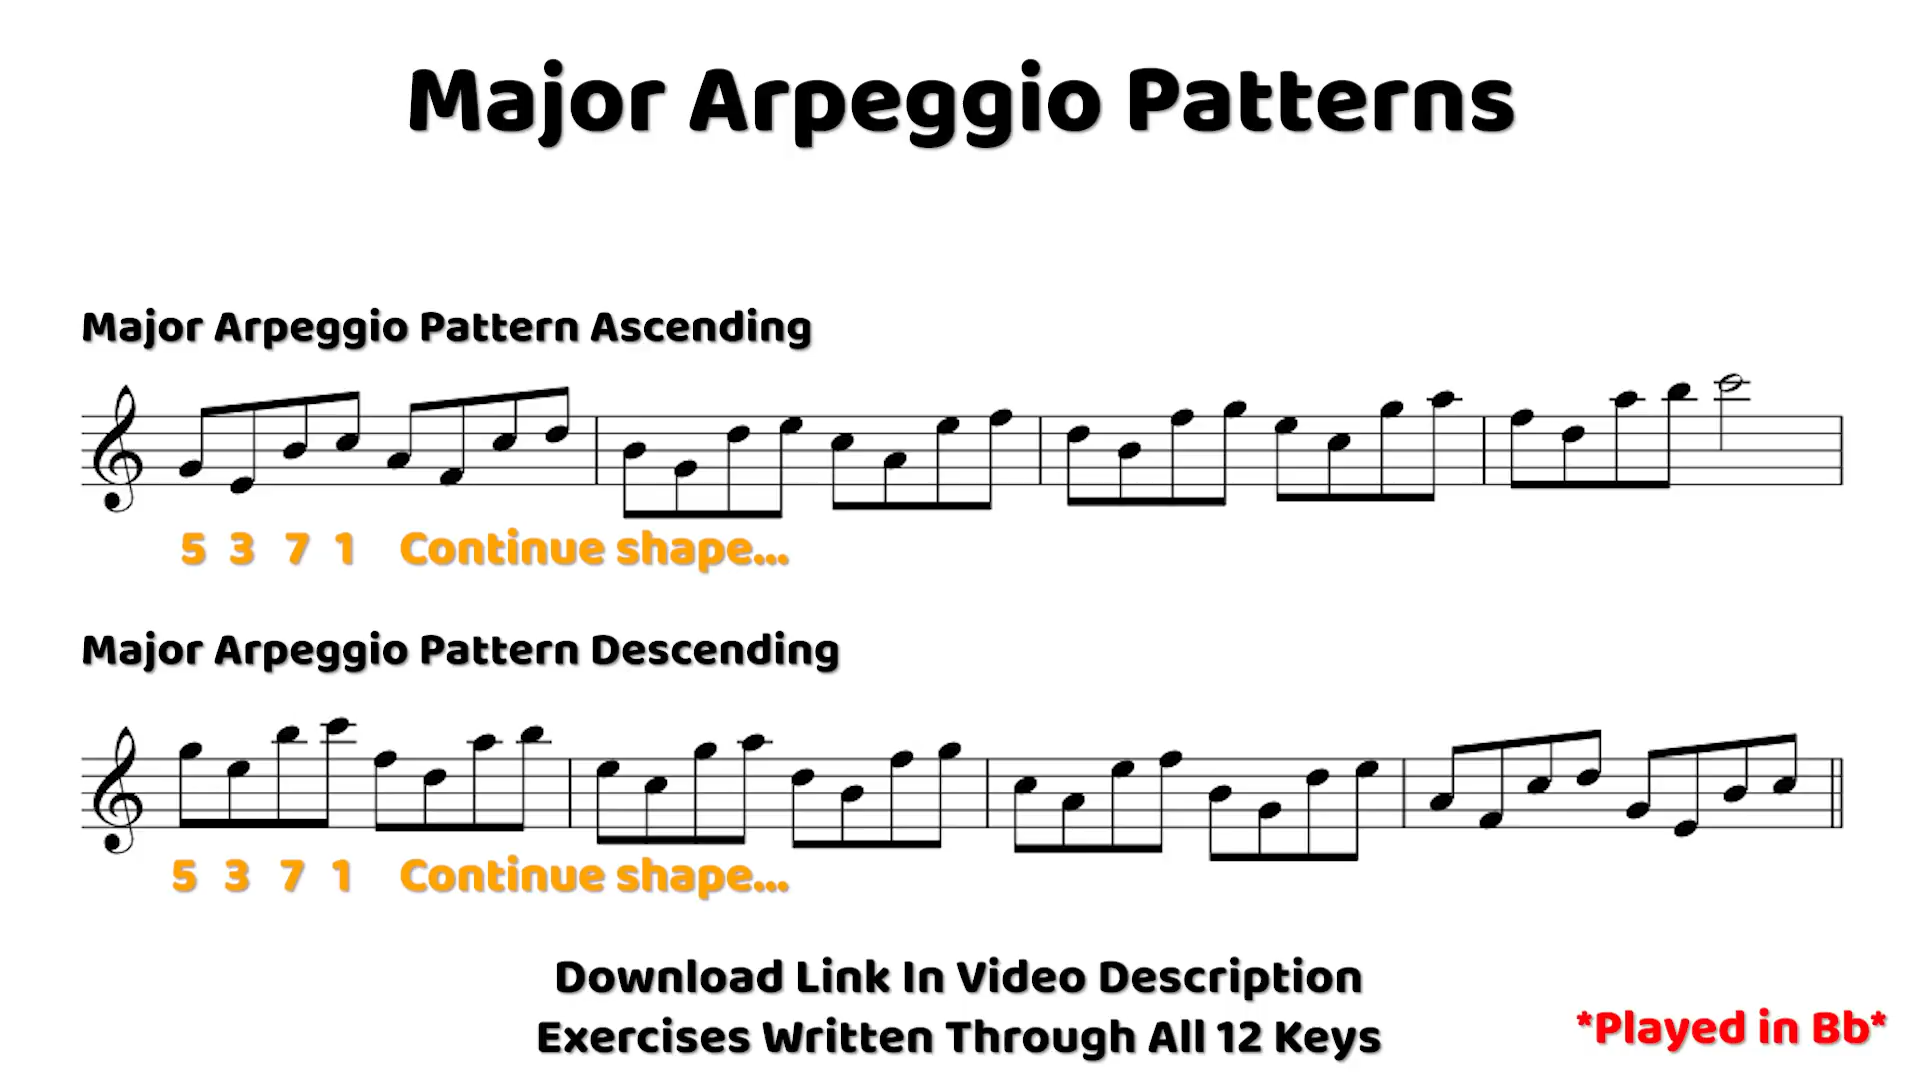 Major Arpeggio Patterns
Major Arpeggio Pattern Ascending
5 3 7 1 Continue shape...
Major Arpeggio Pattern Descending
5 3 7 1 Continue shape...
Download Link In Video Description
Exercises Written Through All 12 Keys
*Played in Bb*